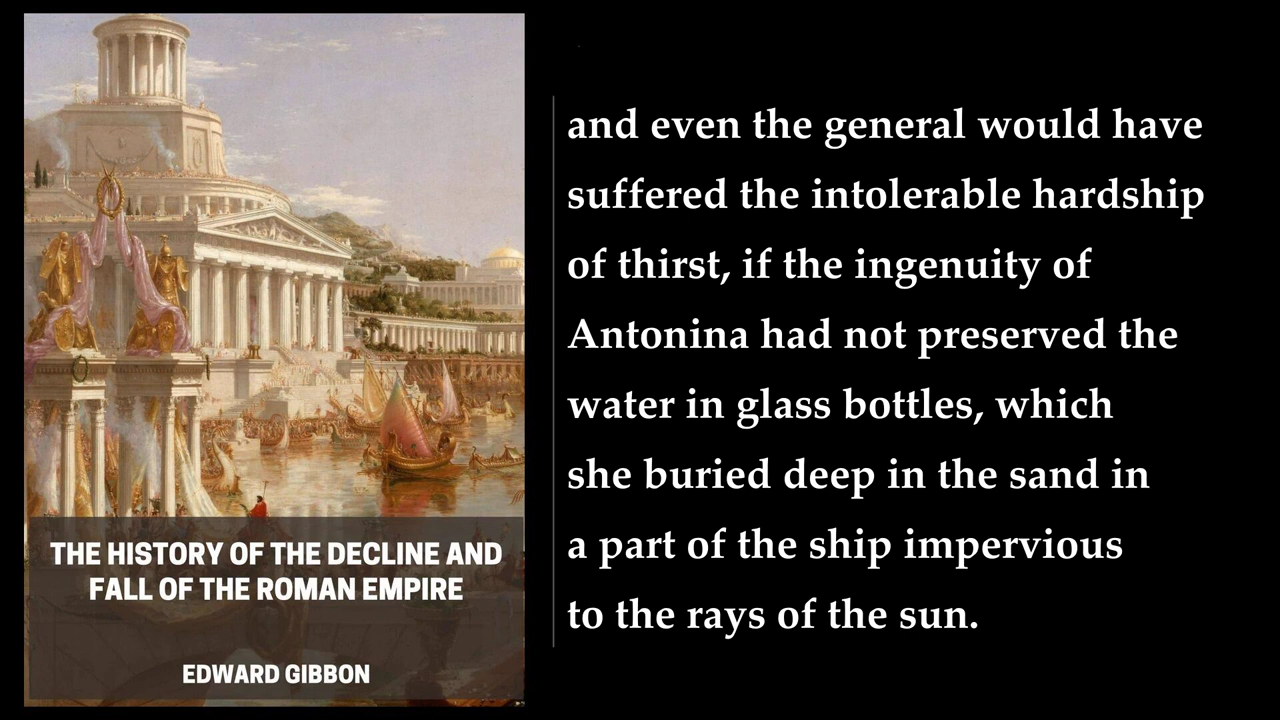 THE HISTORY OF THE DECLINE AND
FALL OF THE ROMAN EMPIRE
EDWARD GIBBON
and even the general would have
suffered the intolerable hardship
of thirst, if the ingenuity of
Antonina had not preserved the
water in glass bottles, which
she buried deep in the sand in
a part of the ship impervious
to the rays of the sun.